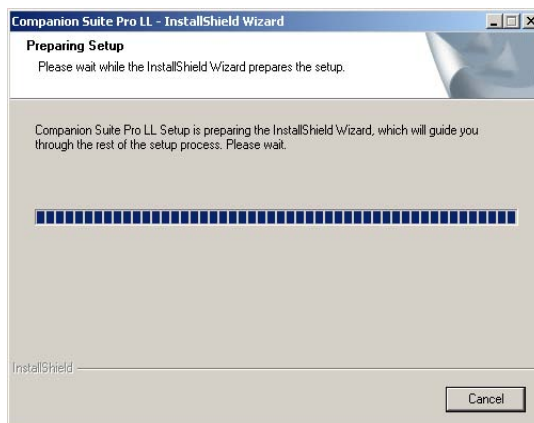 Companion Suite Pro LL - InstallShield Wizard
Preparing Setup
Please wait while the InstallShield Wizard prepares the setup.
Companion Suite Pro LL Setup is preparing the InstallShield Wizard, which will guide you
through the rest of the setup process. Please wait.
InstallShield
Cancel